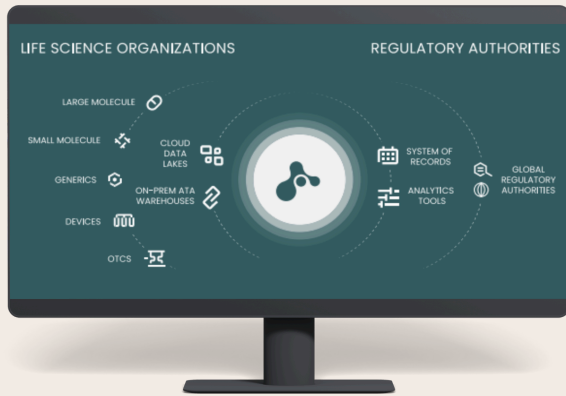 LIFE SCIENCE ORGANIZATIONS
REGULATORY AUTHORITIES
LARGE MOLECULE
SMALL MOLECULE
GENERICS
DEVICES
OTCS
CLOUD
DATA
LAKES
ON-PREM ATA
WAREHOUSES
SYSTEM OF
RECORDS
ANALYTICS
TOOLS
GLOBAL
REGULATORY
AUTHORITIES